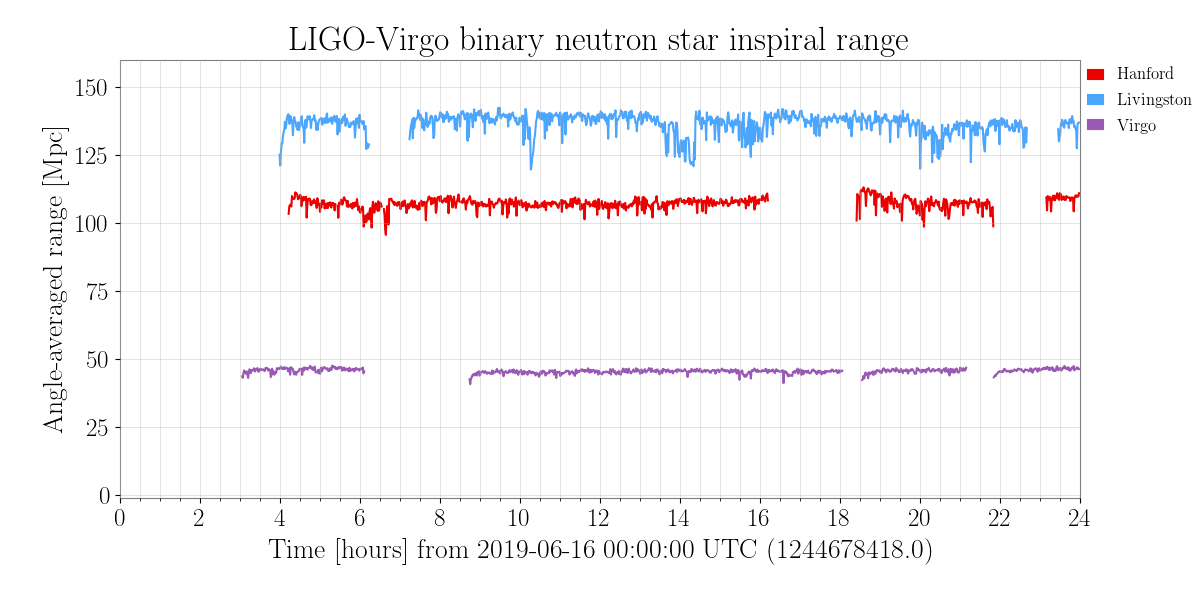 LIGO-Virgo binary neutron star inspiral range
Hanford
Livingston
Virgo
Angle-averaged range [Mpc]
150
125
100
75
50
25
0
0 2 4 6 8 10 12 14 16 18 20 22 24
Time [hours] from 2019-06-16 00:00:00 UTC (1244678418.0)